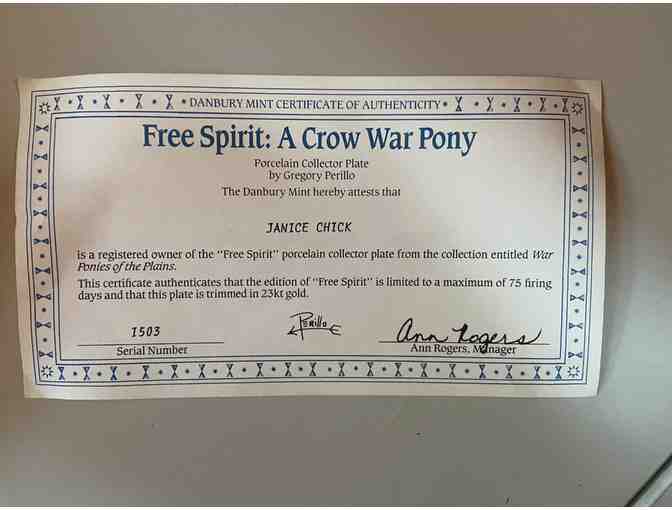 DANBURY MINT CERTIFICATE OF AUTHENTICITY
Free Spirit: A Crow War Pony
Porcelain Collector Plate
by Gregory Perillo
The Danbury Mint hereby attests that
JANICE CHICK
is a registered owner of the "Free Spirit" porcelain collector plate from the collection entitled War
Ponies of the Plains.
This certificate authenticates that the edition of "Free Spirit" is limited to a maximum of 75 firing
days and that this plate is trimmed in 23kt gold.
1503
Serial Number
Perillo
Ann Rogers
Ann Rogers, Manager